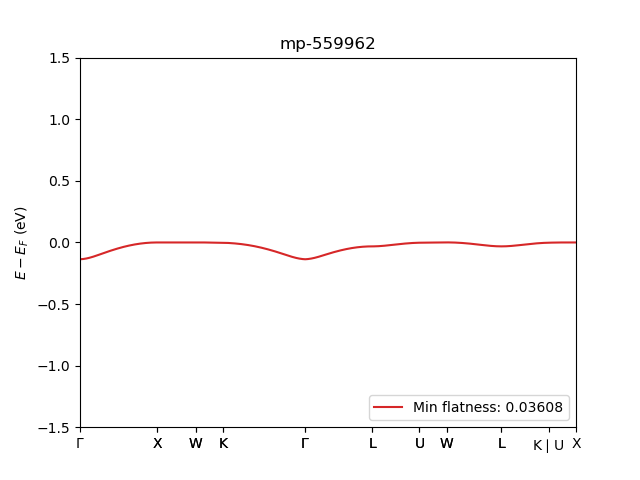 mp-559962
1.5
1.0
0.5
0.0
−0.5
−1.0
−1.5
E − E_F (eV)
Min flatness: 0.03608
Γ X W K Γ L U W L K | U X